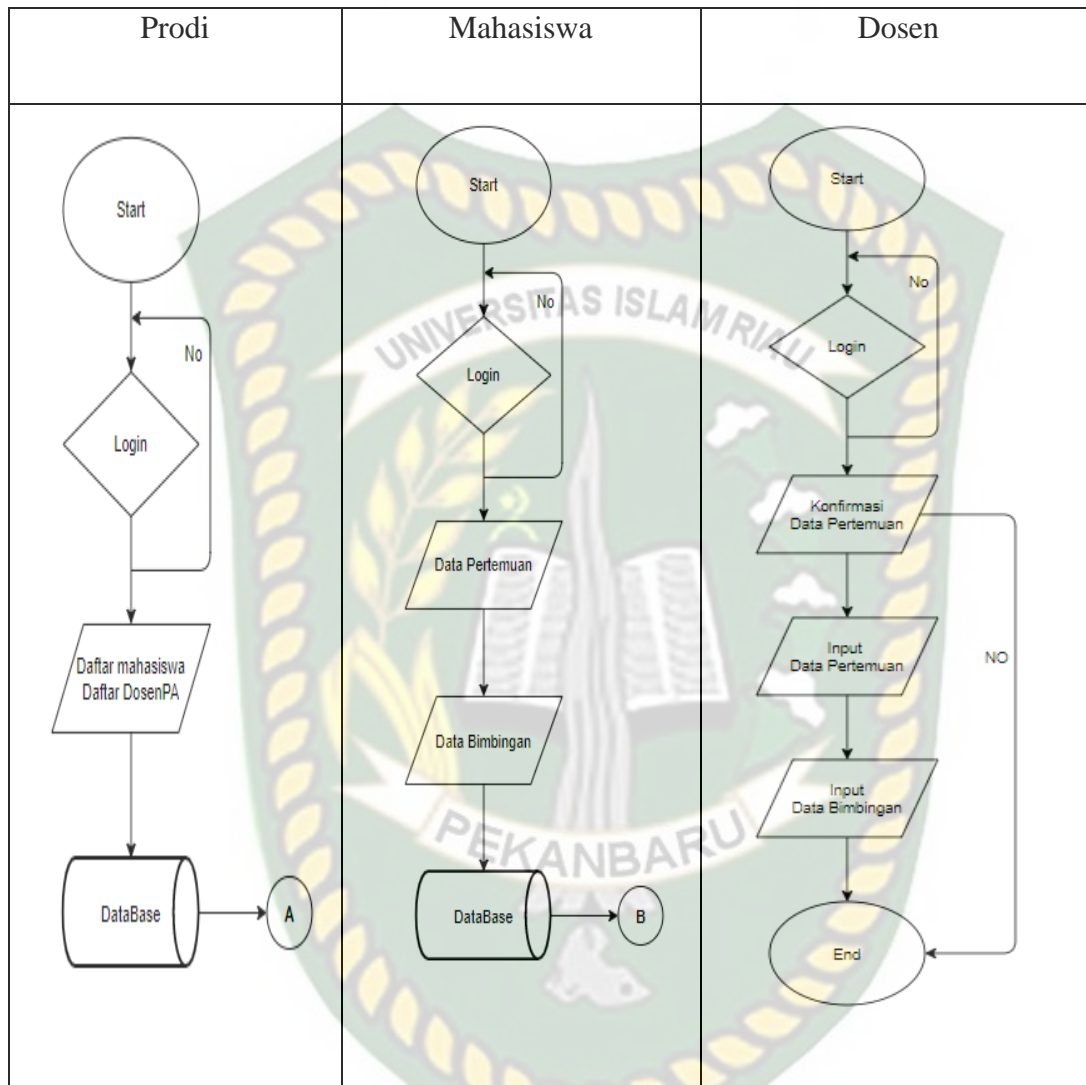 Prodi
Mahasiswa
Dosen
Start
No
Login
Daftar mahasiswa
Daftar DosenPA
DataBase
A
Start
No
Login
Data Pertemuan
Data Bimbingan
DataBase
B
Start
No
Login
Konfirmasi
Data Pertemuan
Input
Data Pertemuan
NO
Input
Data Bimbingan
End
UNIVERSITAS ISLAM RIAU
PEKANBARU